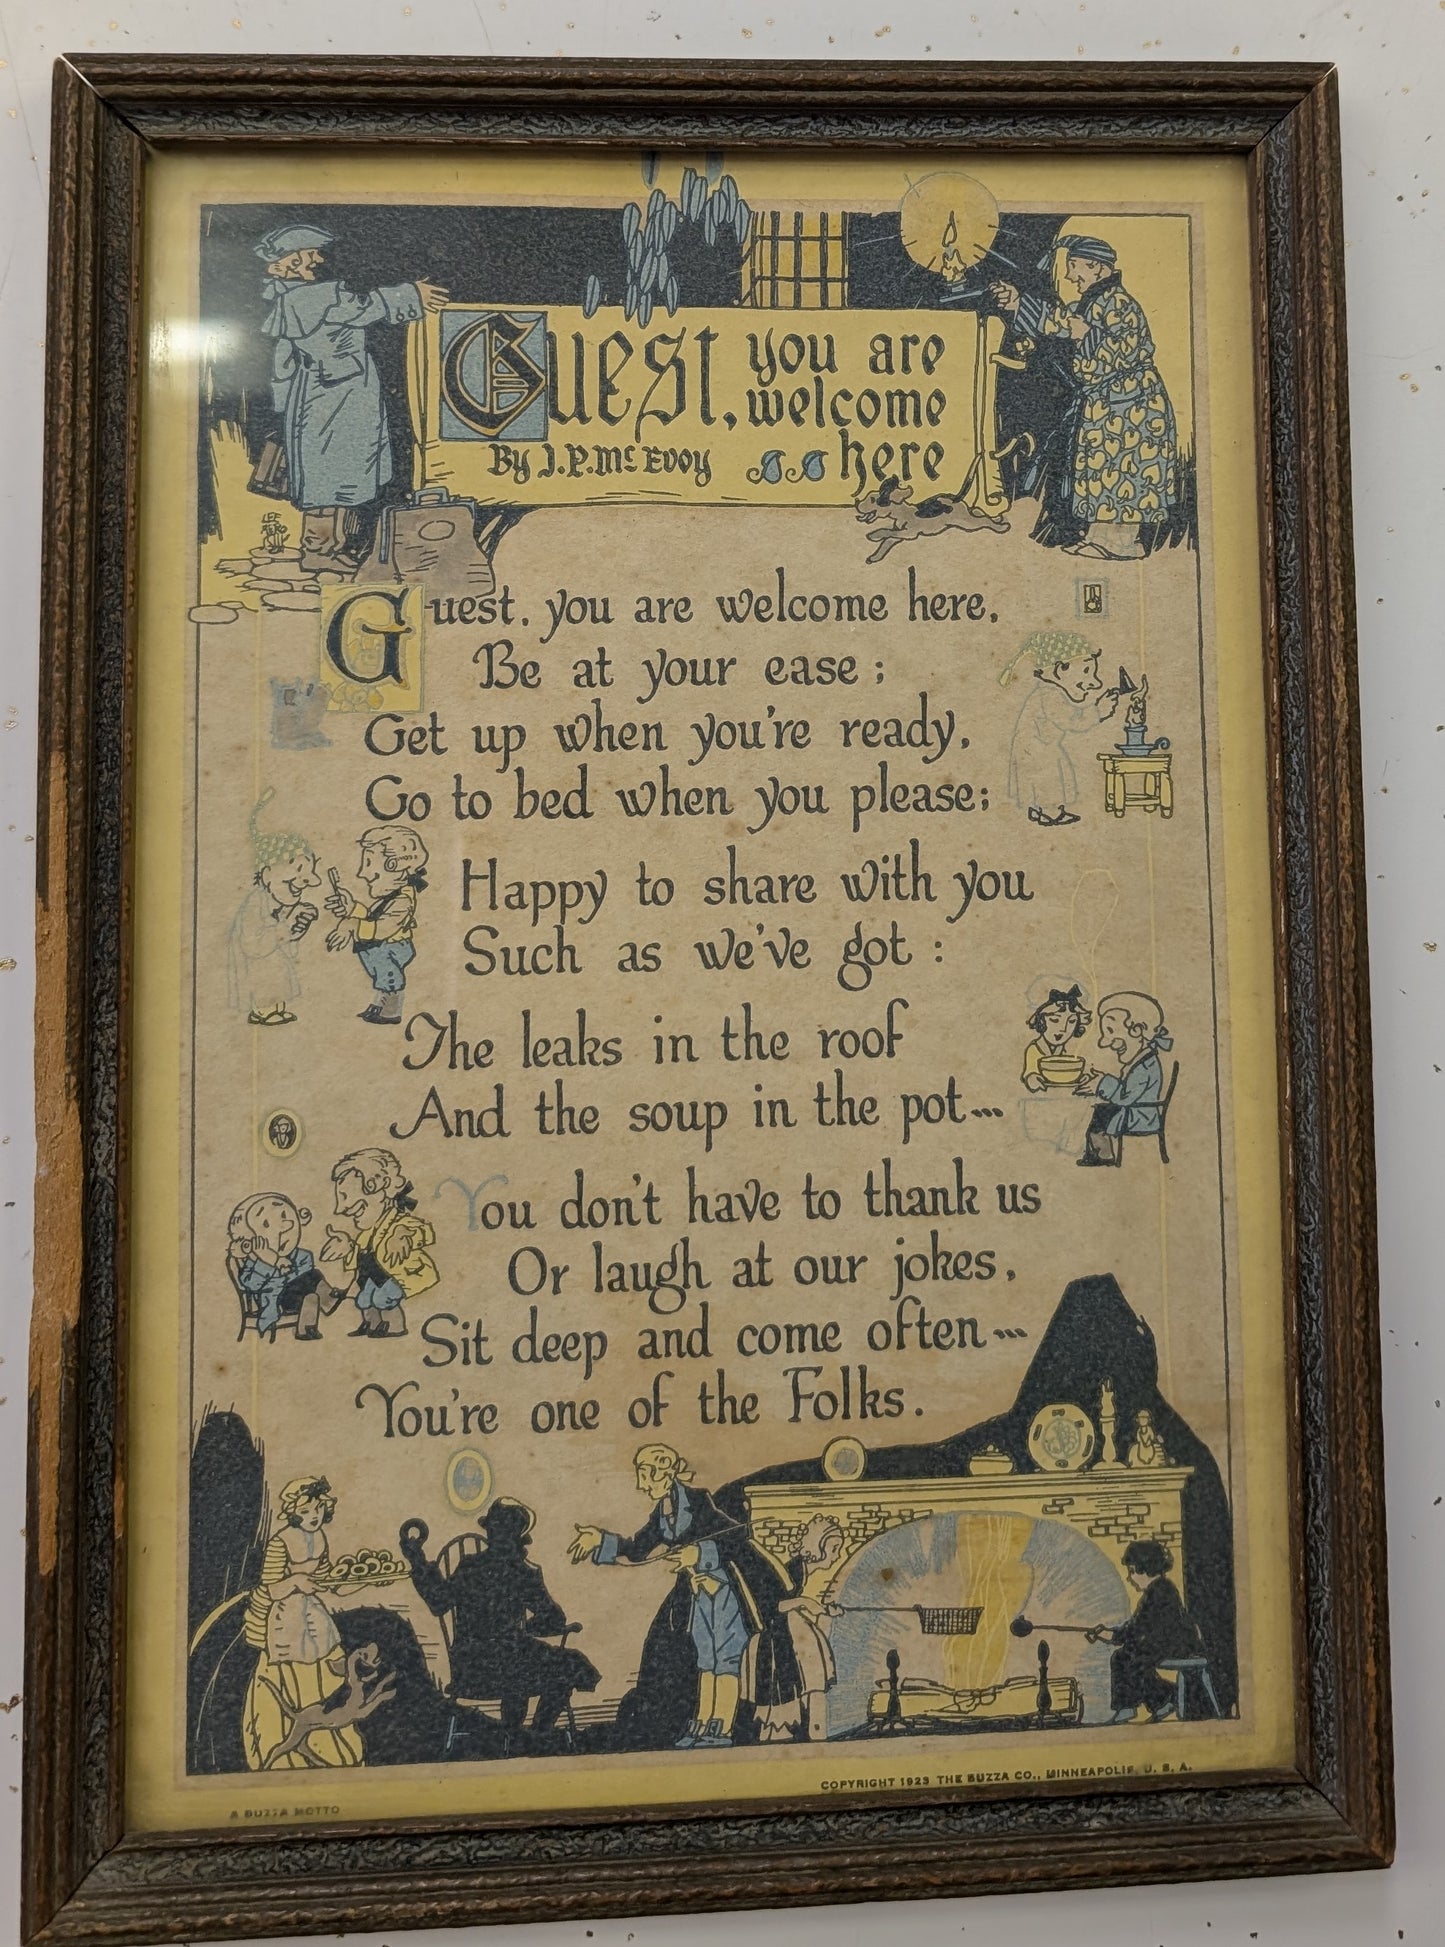 Guest, you are
welcome
By J.P. McEvoy here
LEE
MERO
Guest, you are welcome here,
Be at your ease;
Get up when you're ready,
Go to bed when you please;
Happy to share with you
Such as we've got:
The leaks in the roof
And the soup in the pot...
You don't have to thank us
Or laugh at our jokes,
Sit deep and come often...
You're one of the Folks.
COPYRIGHT 1923 THE BUZZA CO., MINNEAPOLIS, U. S. A.
A BUZZA MOTTO